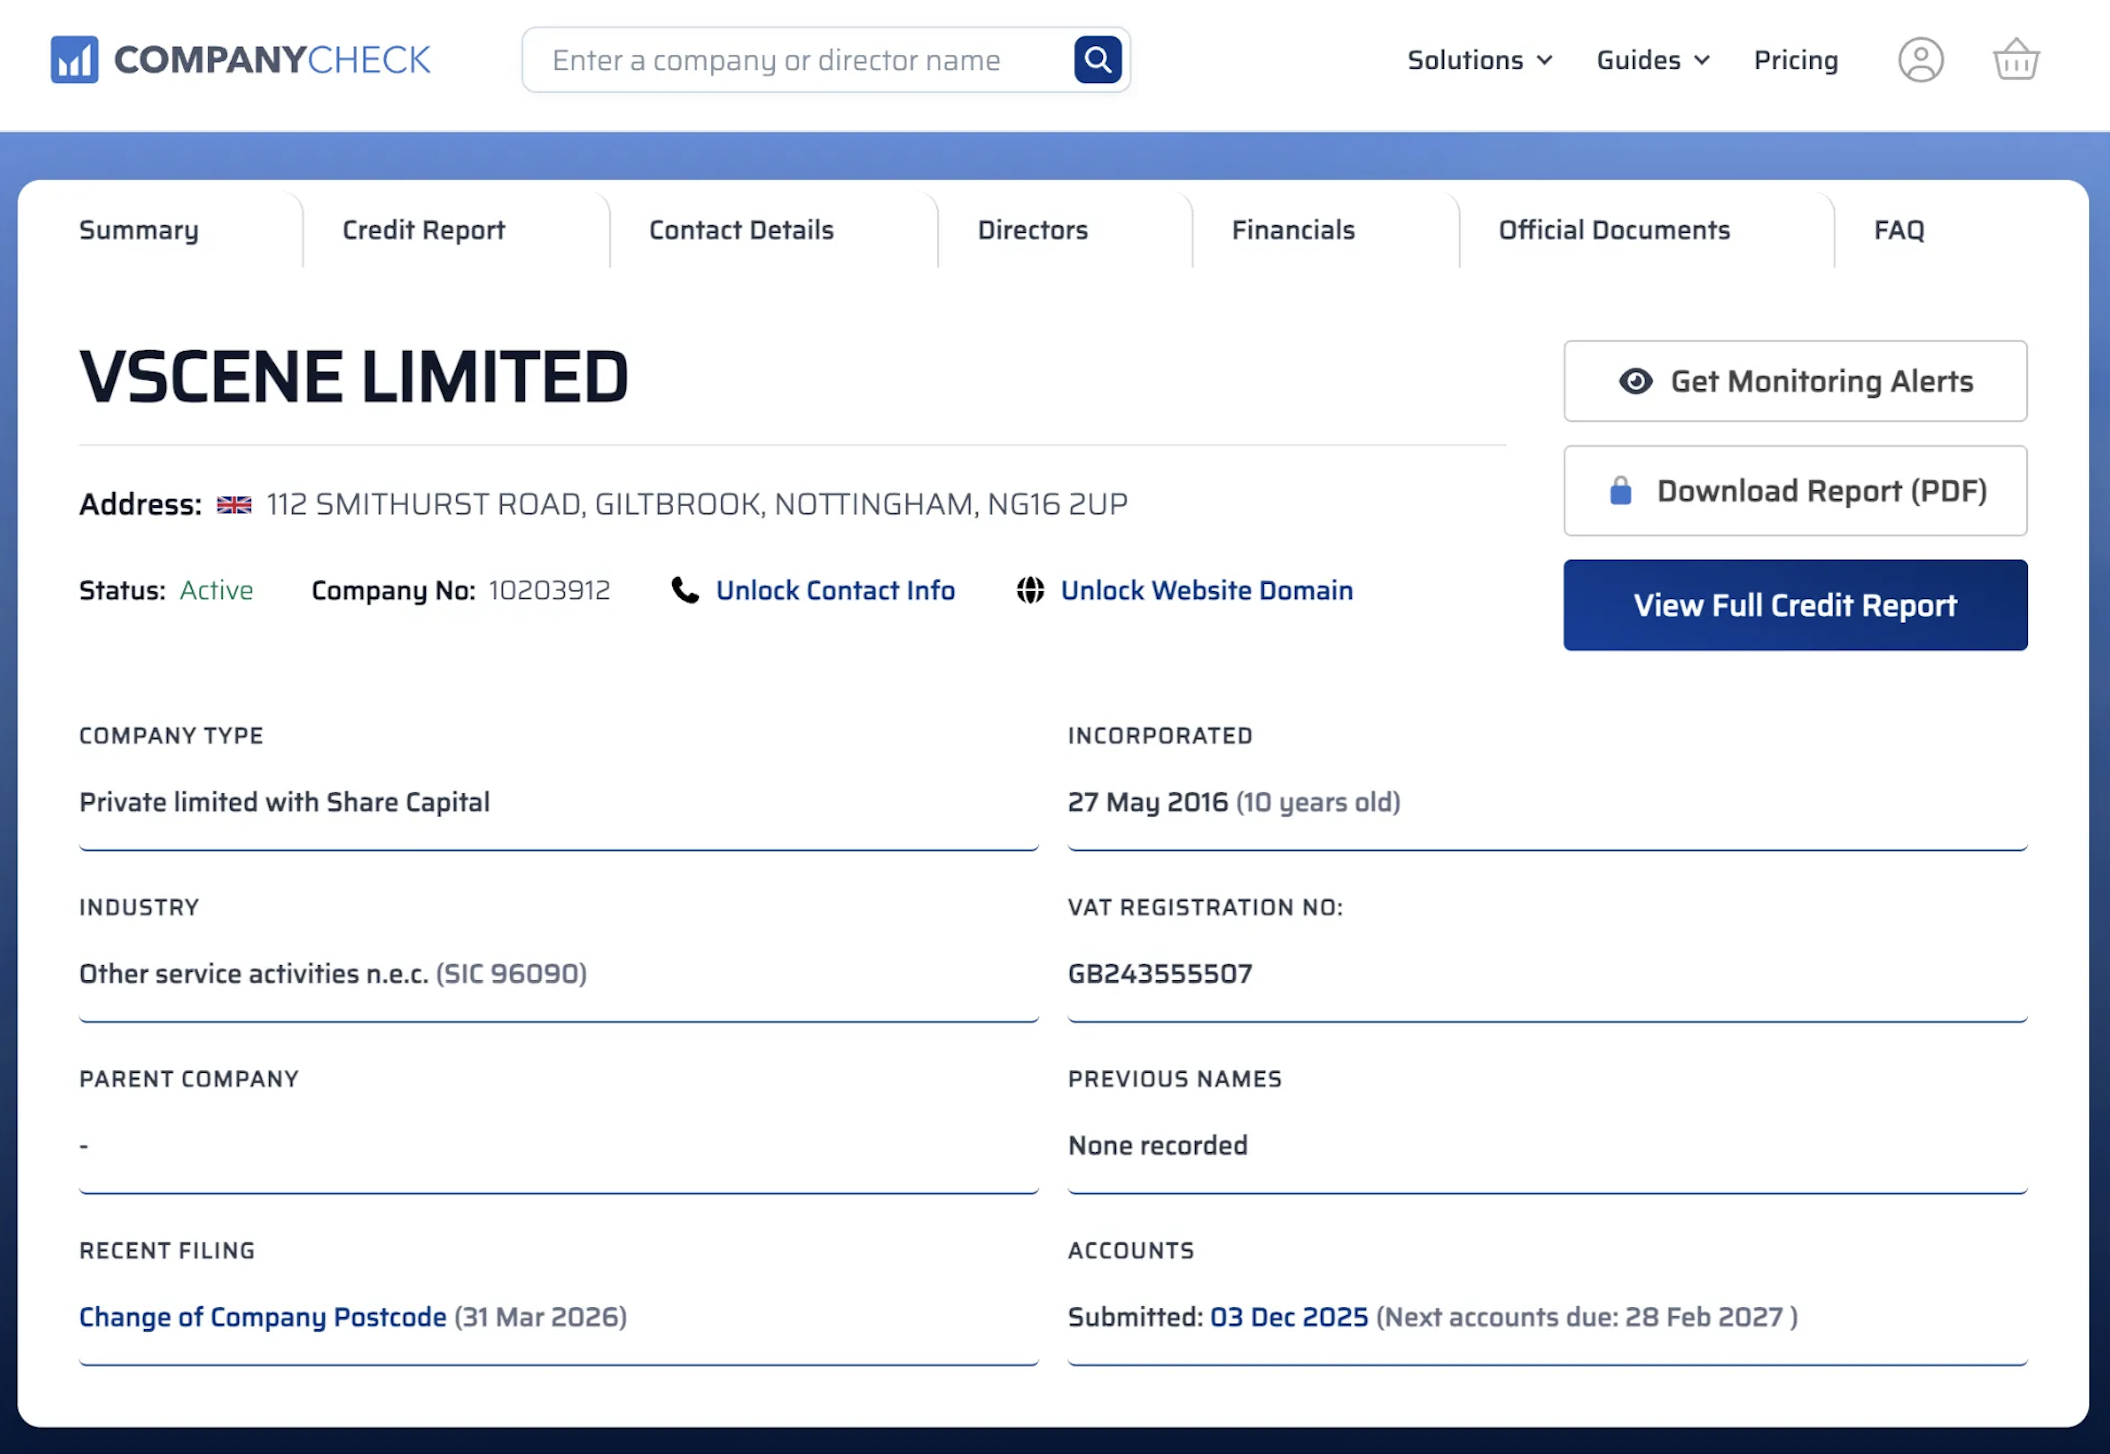 COMPANYCHECK
Enter a company or director name
Solutions
Guides
Pricing
Summary
Credit Report
Contact Details
Directors
Financials
Official Documents
FAQ
VSCENE LIMITED
Get Monitoring Alerts
Address: 112 SMITHURST ROAD, GILTBROOK, NOTTINGHAM, NG16 2UP
Download Report (PDF)
Status: Active
Company No: 10203912
Unlock Contact Info
Unlock Website Domain
View Full Credit Report
COMPANY TYPE
Private limited with Share Capital
INCORPORATED
27 May 2016 (10 years old)
INDUSTRY
Other service activities n.e.c. (SIC 96090)
VAT REGISTRATION NO:
GB243555507
PARENT COMPANY
-
PREVIOUS NAMES
None recorded
RECENT FILING
Change of Company Postcode (31 Mar 2026)
ACCOUNTS
Submitted: 03 Dec 2025 (Next accounts due: 28 Feb 2027 )